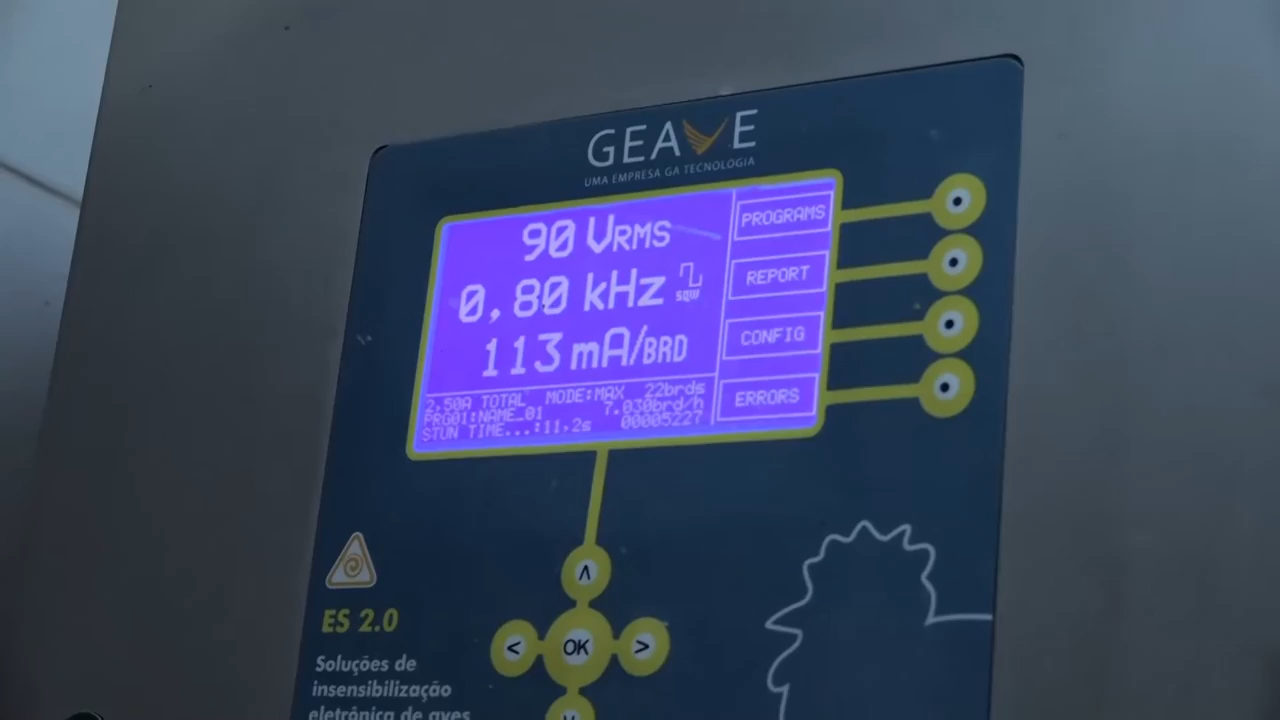 GEAVE
UMA EMPRESA GA TECNOLOGIA
90 VRMS
0,80 kHz
SQW
113 mA/BRD
2,50A TOTAL MODE:MAX 22brds
PRG01:NAME_01 7.030brd/h
STUN TIME...:11,2s 00005227
PROGRAMS
REPORT
CONFIG
ERRORS
ES 2.0
Soluções de
insensibilização
eletrônica de aves
<
OK
>